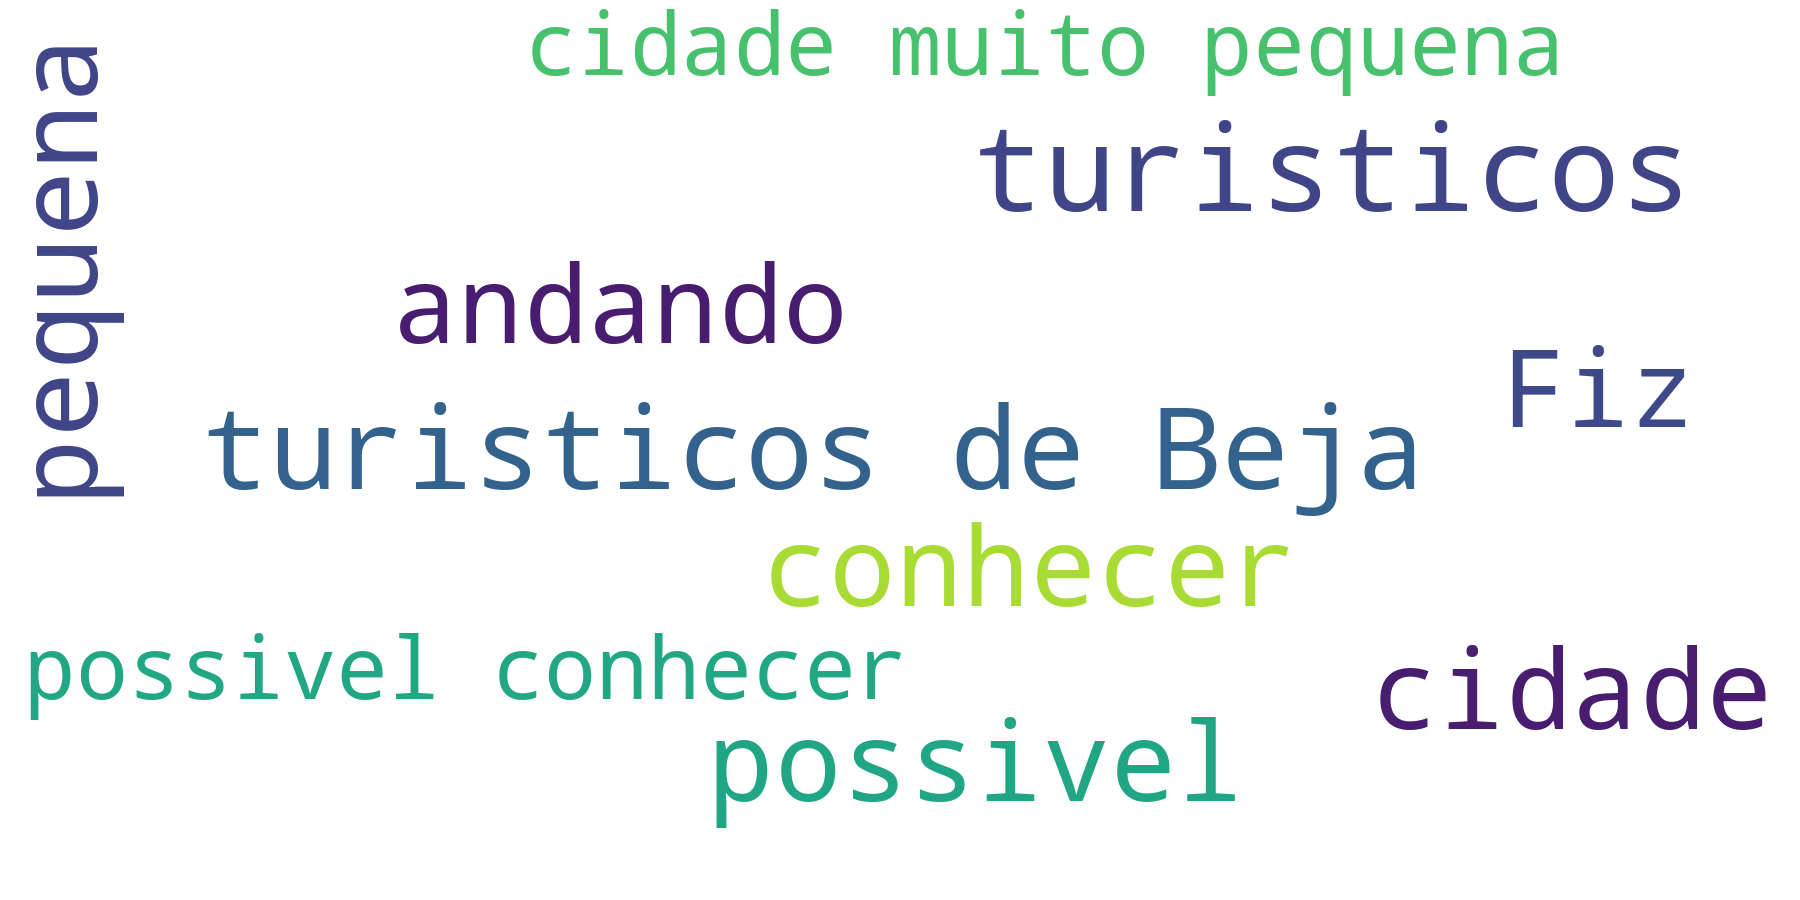 cidade muito pequena
pequena
turisticos
andando
Fiz
turisticos de Beja
conhecer
possivel conhecer
cidade
possivel